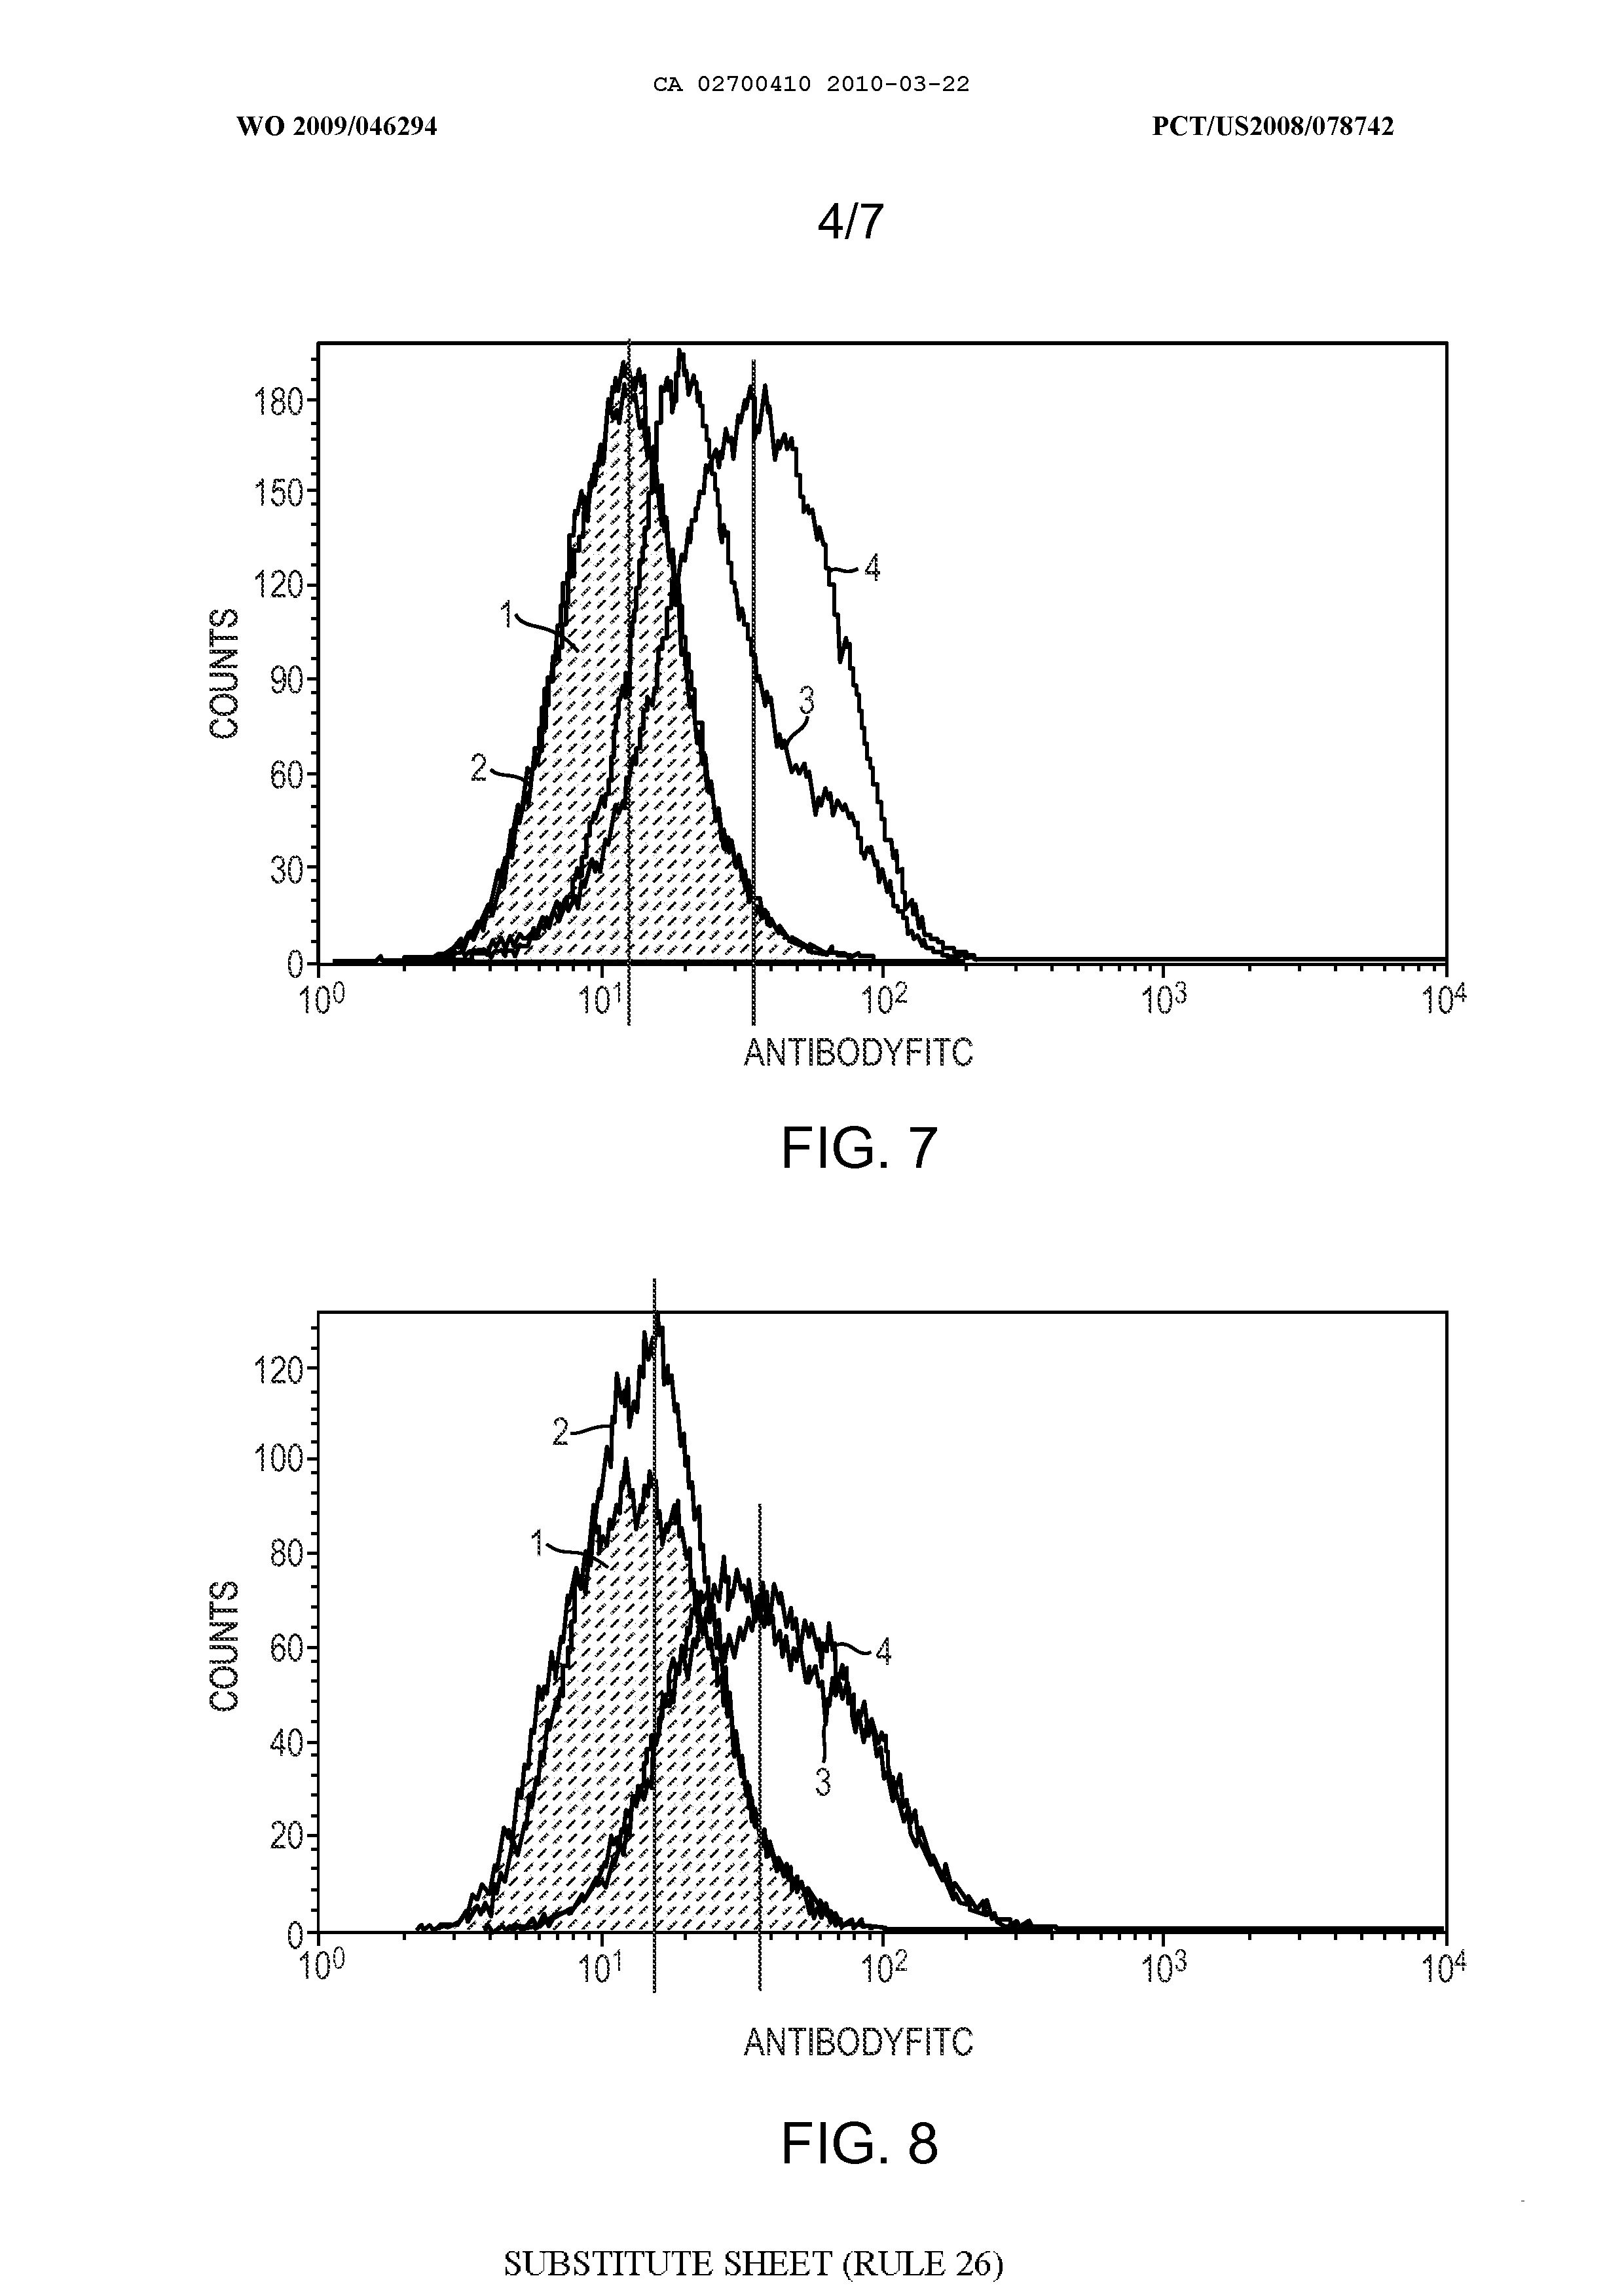 CA 02700410 2010-03-22
WO 2009/046294 PCT/US2008/078742
4/7
180
150
120
90
60
30
0
COUNTS
1
2
3
4
10⁰ 10¹ 10² 10³ 10⁴
ANTIBODYFITC
FIG. 7
120
100
80
60
40
20
0
COUNTS
2
1
4
3
10⁰ 10¹ 10² 10³ 10⁴
ANTIBODYFITC
FIG. 8
SUBSTITUTE SHEET (RULE 26)